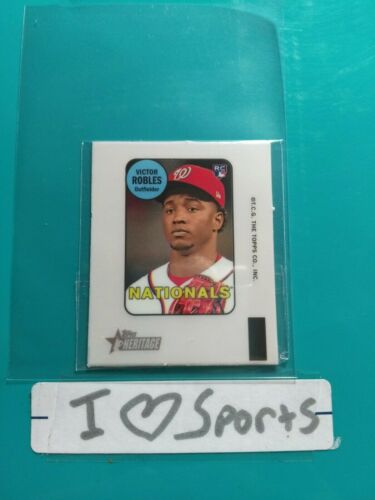 VICTOR
ROBLES
Outfielder
RC
W
NATIONALS
©T.C.G. THE TOPPS CO., INC.
Topps
HERITAGE
I ♡ Sports